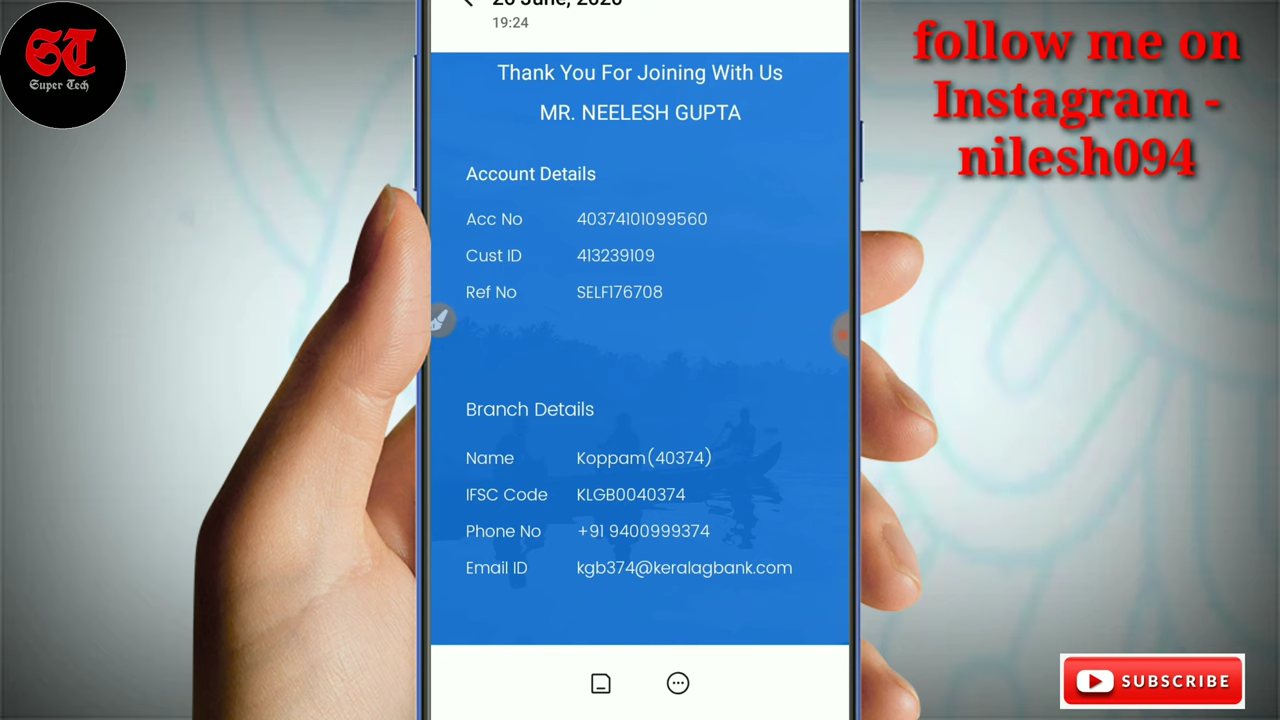 ST
Super Tech
19:24
Thank You For Joining With Us
MR. NEELESH GUPTA
Account Details
Acc No 40374101099560
Cust ID 413239109
Ref No SELF176708
Branch Details
Name Koppam(40374)
IFSC Code KLGB0040374
Phone No +91 9400999374
Email ID kgb374@keralagbank.com
follow me on
Instagram -
nilesh094
SUBSCRIBE